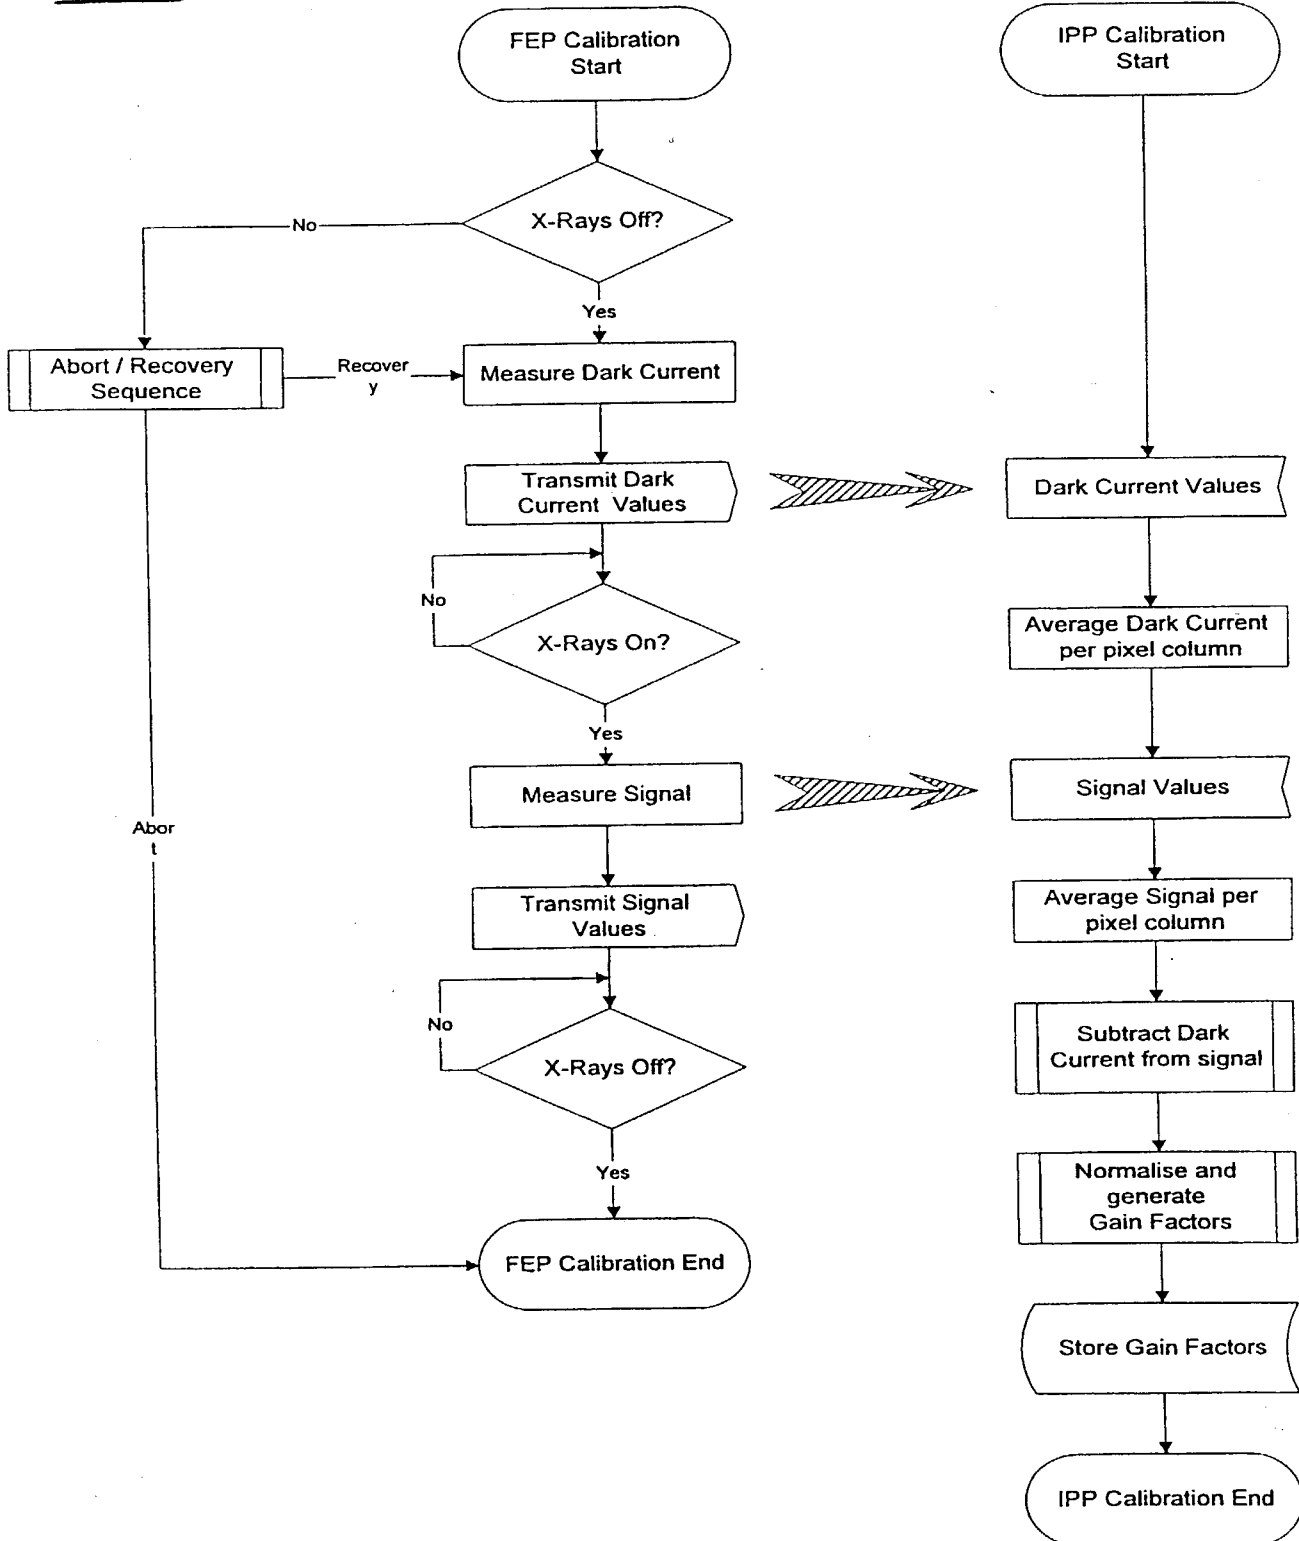 FEP Calibration
Start
X-Rays Off?
No
Yes
Abort / Recovery
Sequence
Recover
y
Measure Dark Current
Transmit Dark
Current Values
No
X-Rays On?
Yes
Measure Signal
Abor
t
Transmit Signal
Values
No
X-Rays Off?
Yes
FEP Calibration End
IPP Calibration
Start
Dark Current Values
Average Dark Current
per pixel column
Signal Values
Average Signal per
pixel column
Subtract Dark
Current from signal
Normalise and
generate
Gain Factors
Store Gain Factors
IPP Calibration End